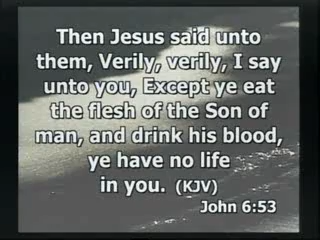 Then Jesus said unto
them, Verily, verily, I say
unto you, Except ye eat
the flesh of the Son of
man, and drink his blood,
ye have no life
in you. (KJV)
John 6:53